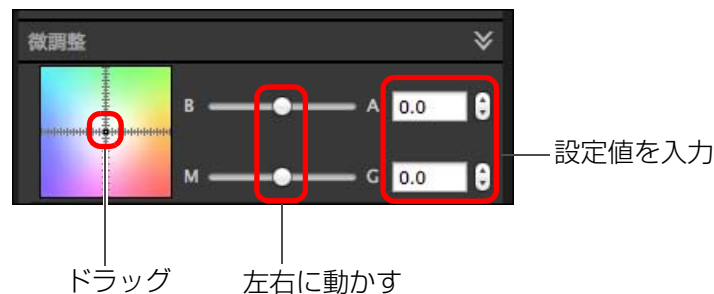 微調整
B A 0.0
M G 0.0
設定値を入力
ドラッグ
左右に動かす